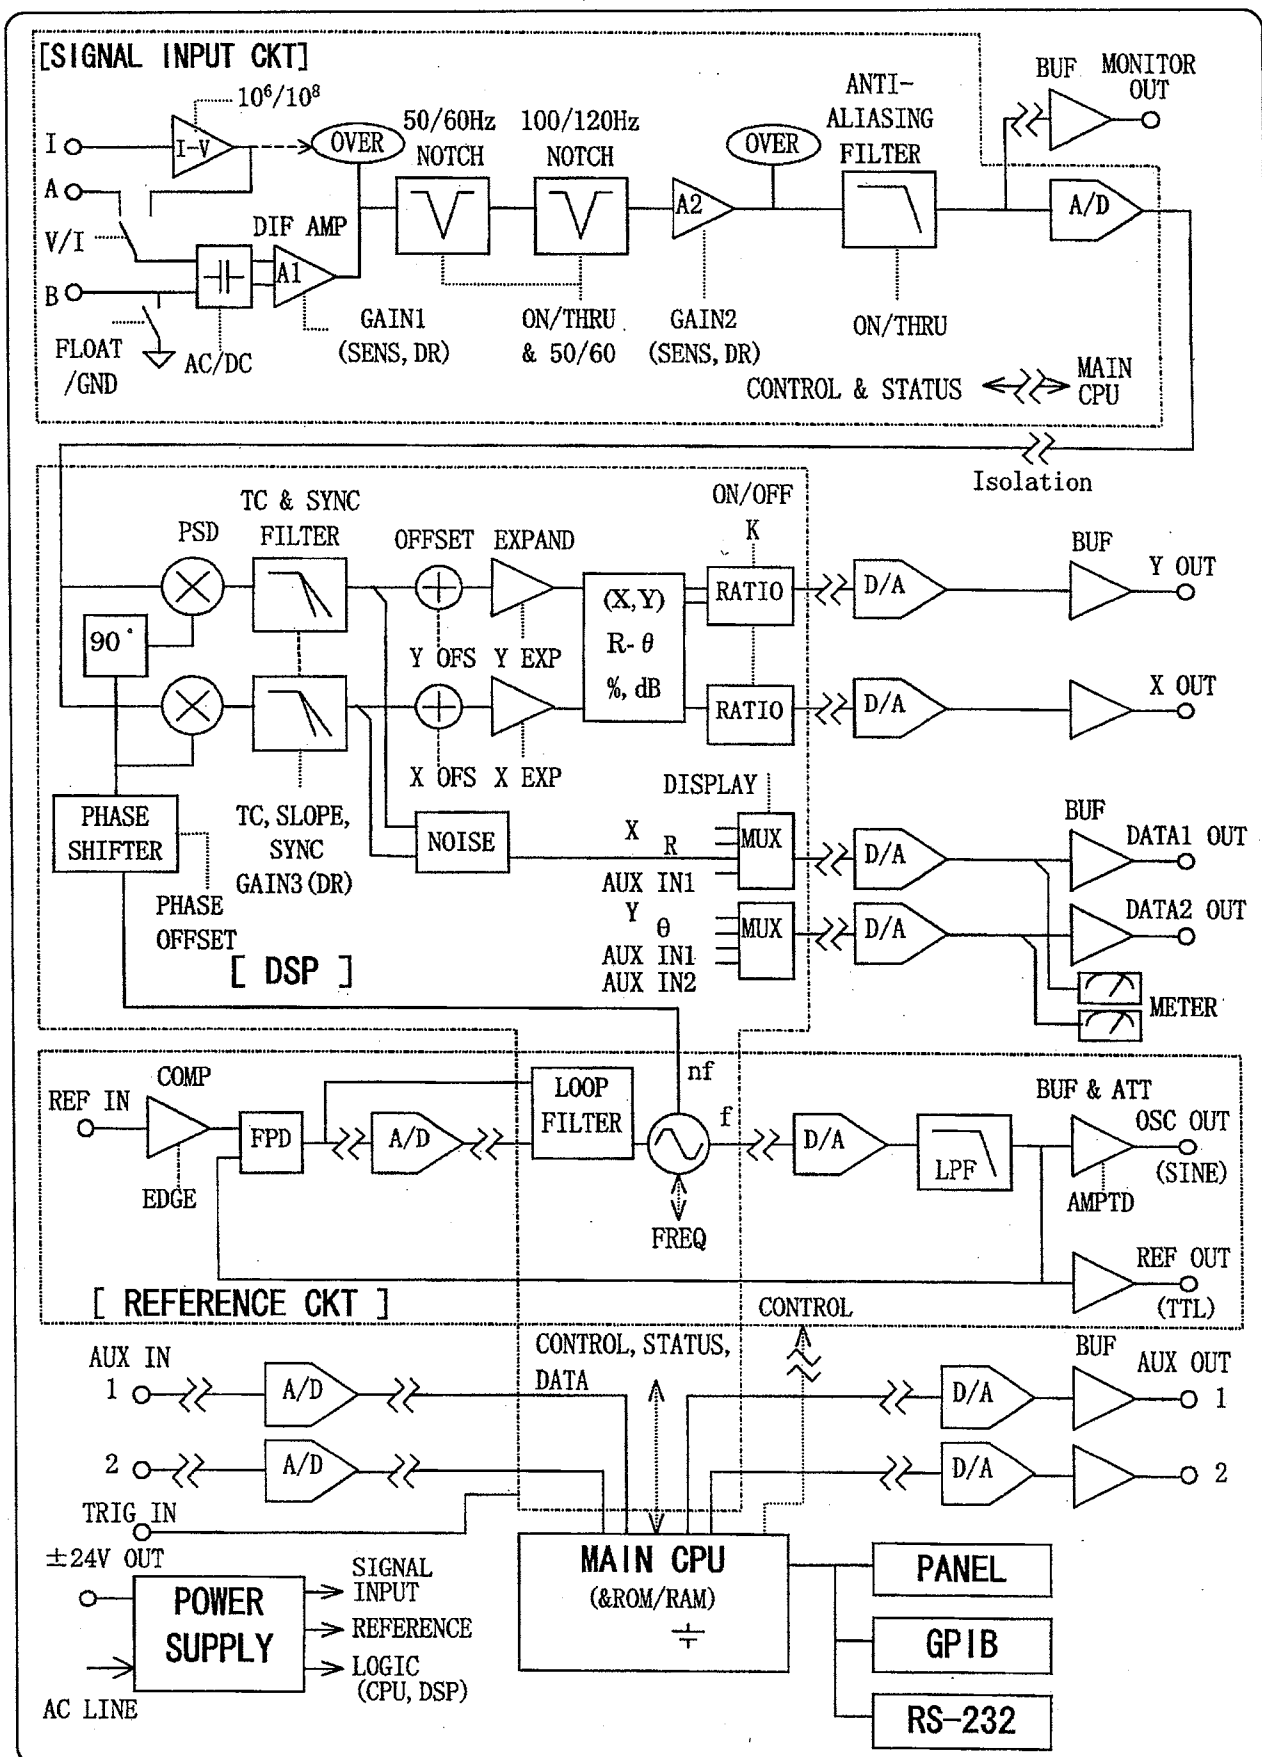 [SIGNAL INPUT CKT]
10⁶/10⁸
I
I-V
OVER
50/60Hz
NOTCH
100/120Hz
NOTCH
OVER
ANTI-
ALIASING
FILTER
BUF
MONITOR
OUT
A
V/I
DIF AMP
A1
A2
A/D
B
FLOAT
/GND
AC/DC
GAIN1
(SENS, DR)
ON/THRU
& 50/60
GAIN2
(SENS, DR)
ON/THRU
CONTROL & STATUS
MAIN
CPU
Isolation
PSD
TC & SYNC
FILTER
OFFSET
EXPAND
ON/OFF
K
BUF
Y OUT
90°
(X, Y)
R- θ
%, dB
RATIO
D/A
Y OFS
Y EXP
X OUT
RATIO
D/A
X OFS
X EXP
PHASE
SHIFTER
TC, SLOPE,
SYNC
GAIN3 (DR)
NOISE
DISPLAY
X
R
AUX IN1
MUX
D/A
BUF
DATA1 OUT
PHASE
OFFSET
Y
θ
AUX IN1
AUX IN2
MUX
D/A
DATA2 OUT
METER
[ DSP ]
REF IN
COMP
FPD
A/D
LOOP
FILTER
nf
f
D/A
LPF
BUF & ATT
OSC OUT
(SINE)
EDGE
FREQ
AMPTD
REF OUT
(TTL)
[ REFERENCE CKT ]
CONTROL
AUX IN
1
A/D
CONTROL, STATUS,
DATA
D/A
BUF
AUX OUT
1
2
A/D
D/A
2
TRIG IN
±24V OUT
POWER
SUPPLY
AC LINE
SIGNAL
INPUT
REFERENCE
LOGIC
(CPU, DSP)
MAIN CPU
(&ROM/RAM)
PANEL
GPIB
RS-232